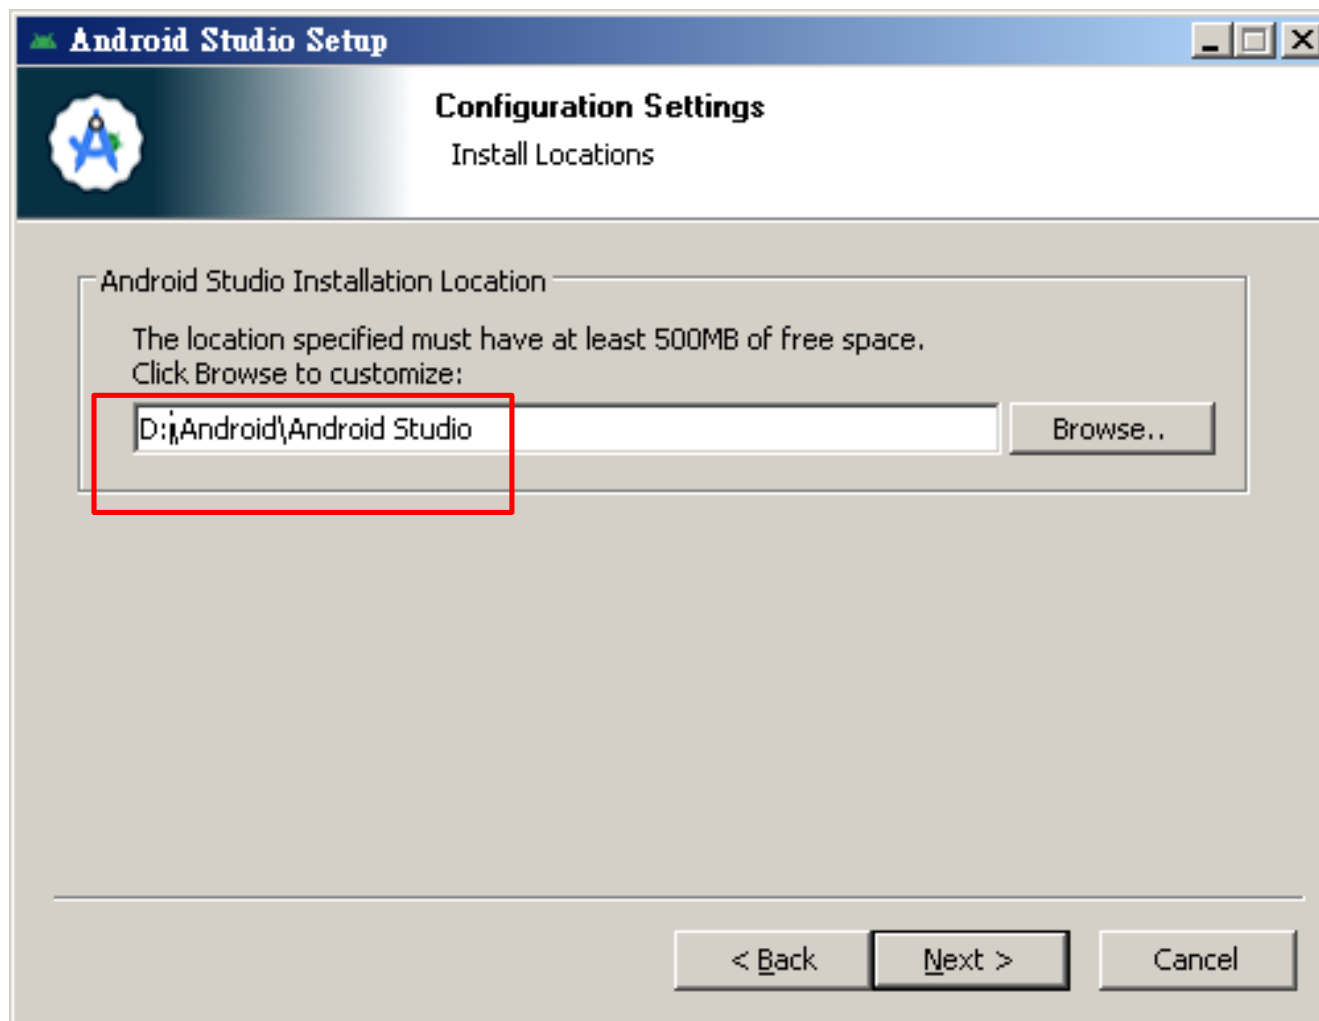 Android Studio Setup
Configuration Settings
Install Locations
Android Studio Installation Location
The location specified must have at least 500MB of free space.
Click Browse to customize:
D:\Android\Android Studio
Browse..
< Back
Next >
Cancel